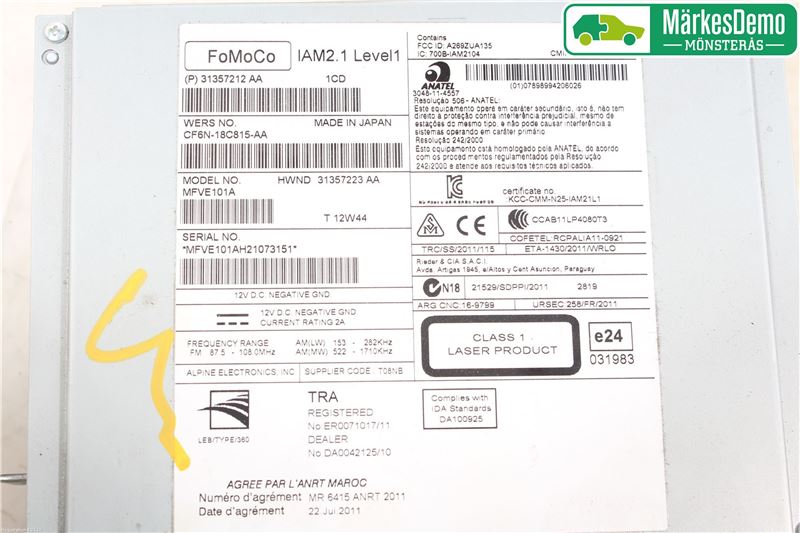 MärkesDemo
MÖNSTERÅS
FoMoCo IAM2.1 Level1
(P) 31357212 AA 1CD
WERS NO. MADE IN JAPAN
CF6N-18C815-AA
MODEL NO. HWND 31357223 AA
MFVE101A
T 12W44
SERIAL NO.
*MFVE101AH21073151*
12V D.C. NEGATIVE GND.
12V D.C. NEGATIVE GND.
CURRENT RATING 2A
FREQUENCY RANGE AM(LW) 153 - 282KHz
FM 87.5 - 108.0MHz AM(MW) 522 - 1710KHz
ALPINE ELECTRONICS, INC SUPPLIER CODE : T08NB
LEB/TYPE/360
TRA
REGISTERED
No ER0071017/11
DEALER
No DA0042125/10
Complies with
IDA Standards
DA100925
AGREE PAR L'ANRT MAROC
Numéro d'agrément MR 6415 ANRT 2011
Date d'agrément 22 Jul.2011
Contains
FCC ID: A269ZUA135
IC: 700B-IAM2104
ANATEL
3048-11-4557
(01)07898994206026
Resolução 506 - ANATEL:
Este equipamento opera em caráter secundário, isto é, não tem
direito à proteção contra interferência prejudicial, mesmo de
estações do mesmo tipo, e não pode causar interferência a
sistemas operando em caráter primário
Resolução 242/2000
Este equipamento está homologado pela ANATEL, de acordo
com os procedimentos regulamentados pela Resolução
242/2000 e atende aos requisitos técnicos aplicados.
certificate no.
:KCC-CMM-N25-IAM21L1
CE
CCAB11LP4080T3
COFETEL:RCPALIA11-0921
TRC/SS/2011/115 ETA-1430/2011/WRLO
Rieder & CIA S.A.C.I.
Avda. Artigas 1945, e/Altos y Cent Asuncion, Paraguay
N18 21529/SDPPI/2011 2819
ARG CNC:16-9799 URSEC 258/FR/2011
CLASS 1
LASER PRODUCT
e24
031983